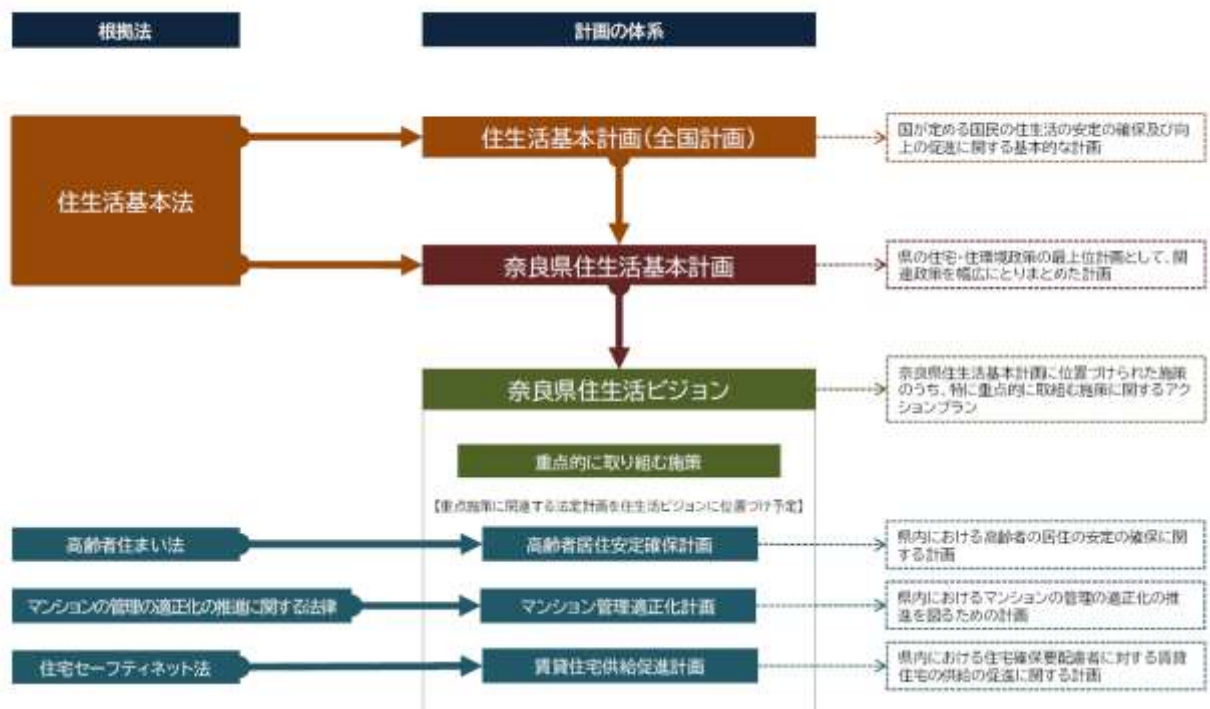 根拠法
計画の体系
住生活基本法
住生活基本計画(全国計画)
国が定める国民の住生活の安定の確保及び向
上の促進に関する基本的な計画
奈良県住生活基本計画
県の住宅・住環境政策の最上位計画として、関
連政策を幅広にとりまとめた計画
奈良県住生活ビジョン
奈良県住生活基本計画に位置づけられた施策
のうち、特に重点的に取組む施策に関するアク
ションプラン
重点的に取り組む施策
【重点施策に関連する法定計画を住生活ビジョンに位置づけ予定】
高齢者住まい法
高齢者居住安定確保計画
県内における高齢者の居住の安定の確保に関
する計画
マンションの管理の適正化の推進に関する法律
マンション管理適正化計画
県内におけるマンションの管理の適正化の推
進を図るための計画
住宅セーフティネット法
賃貸住宅供給促進計画
県内における住宅確保要配慮者に対する賃貸
住宅の供給の促進に関する計画